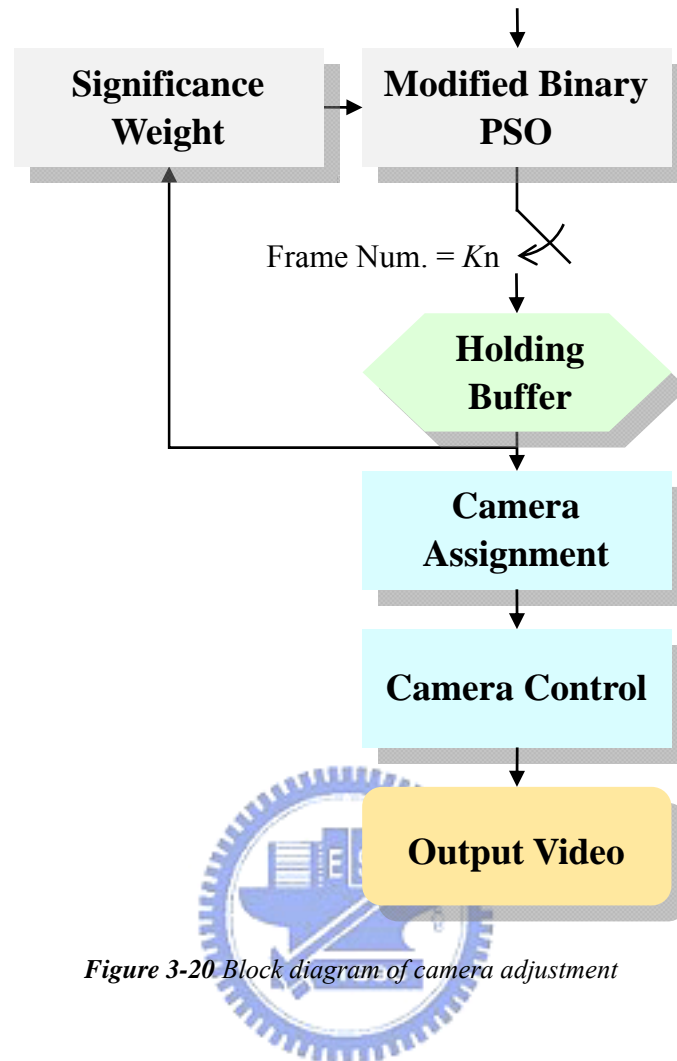 Significance
Weight
Modified Binary
PSO
Frame Num. = Kn
Holding
Buffer
Camera
Assignment
Camera Control
Output Video
Figure 3-20 Block diagram of camera adjustment